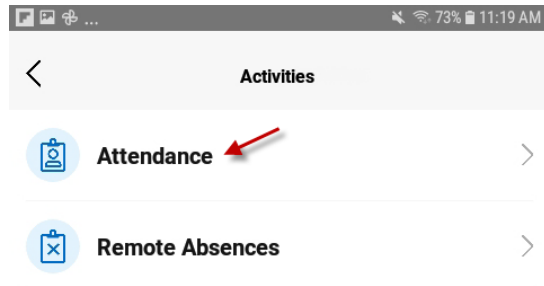 ... 73% 11:19 AM
Activities
Attendance
Remote Absences